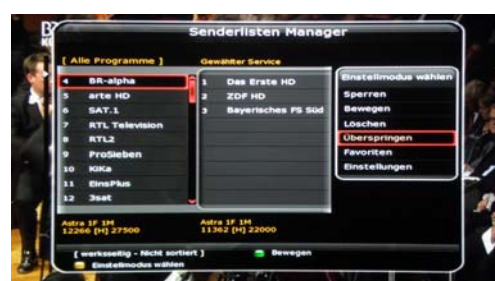 Senderlisten Manager
[ Alle Programme ]
Gewählter Service
4 BR-alpha
5 arte HD
6 SAT.1
7 RTL Television
8 RTL2
9 ProSieben
10 KiKa
11 EinsPlus
12 3sat
1 Das Erste HD
2 ZDF HD
3 Bayerisches FS Süd
Einstellmodus wählen
Sperren
Bewegen
Löschen
Überspringen
Favoriten
Einstellungen
Astra 1F 1M
12266 [H] 27500
Astra 1F 1M
11362 [H] 22000
[ werksseitig - Nicht sortiert ]
Bewegen
Einstellmodus wählen